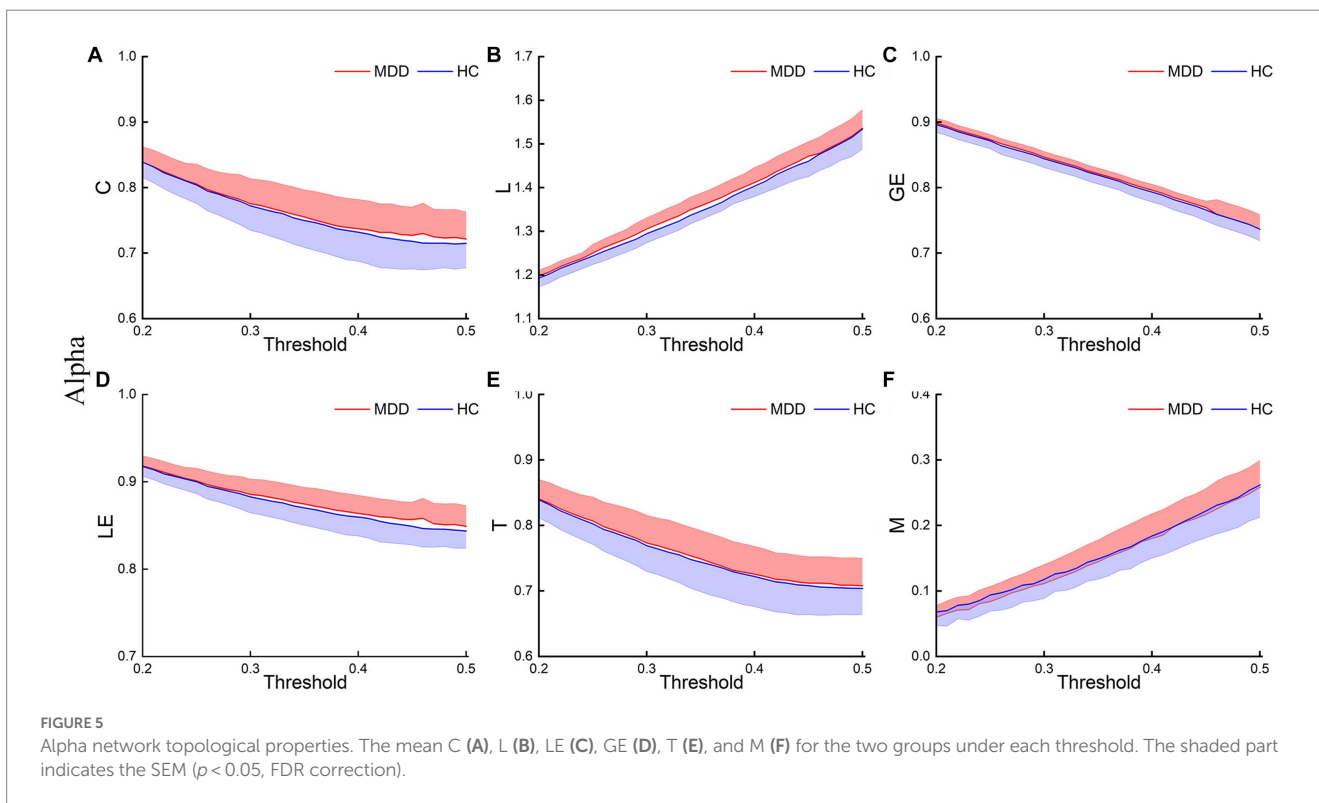 A
MDD HC
1.0
0.9
0.8
0.7
0.6
C
0.2 0.3 0.4 0.5
Threshold
B
MDD HC
1.7
1.6
1.5
1.4
1.3
1.2
1.1
L
0.2 0.3 0.4 0.5
Threshold
C
MDD HC
1.0
0.9
0.8
0.7
0.6
GE
0.2 0.3 0.4 0.5
Threshold
Alpha
D
MDD HC
1.0
0.9
0.8
0.7
LE
0.2 0.3 0.4 0.5
Threshold
E
MDD HC
1.0
0.9
0.8
0.7
0.6
T
0.2 0.3 0.4 0.5
Threshold
F
MDD HC
0.4
0.3
0.2
0.1
0.0
M
0.2 0.3 0.4 0.5
Threshold
FIGURE 5
Alpha network topological properties. The mean C (A), L (B), LE (C), GE (D), T (E), and M (F) for the two groups under each threshold. The shaded part
indicates the SEM (p < 0.05, FDR correction).